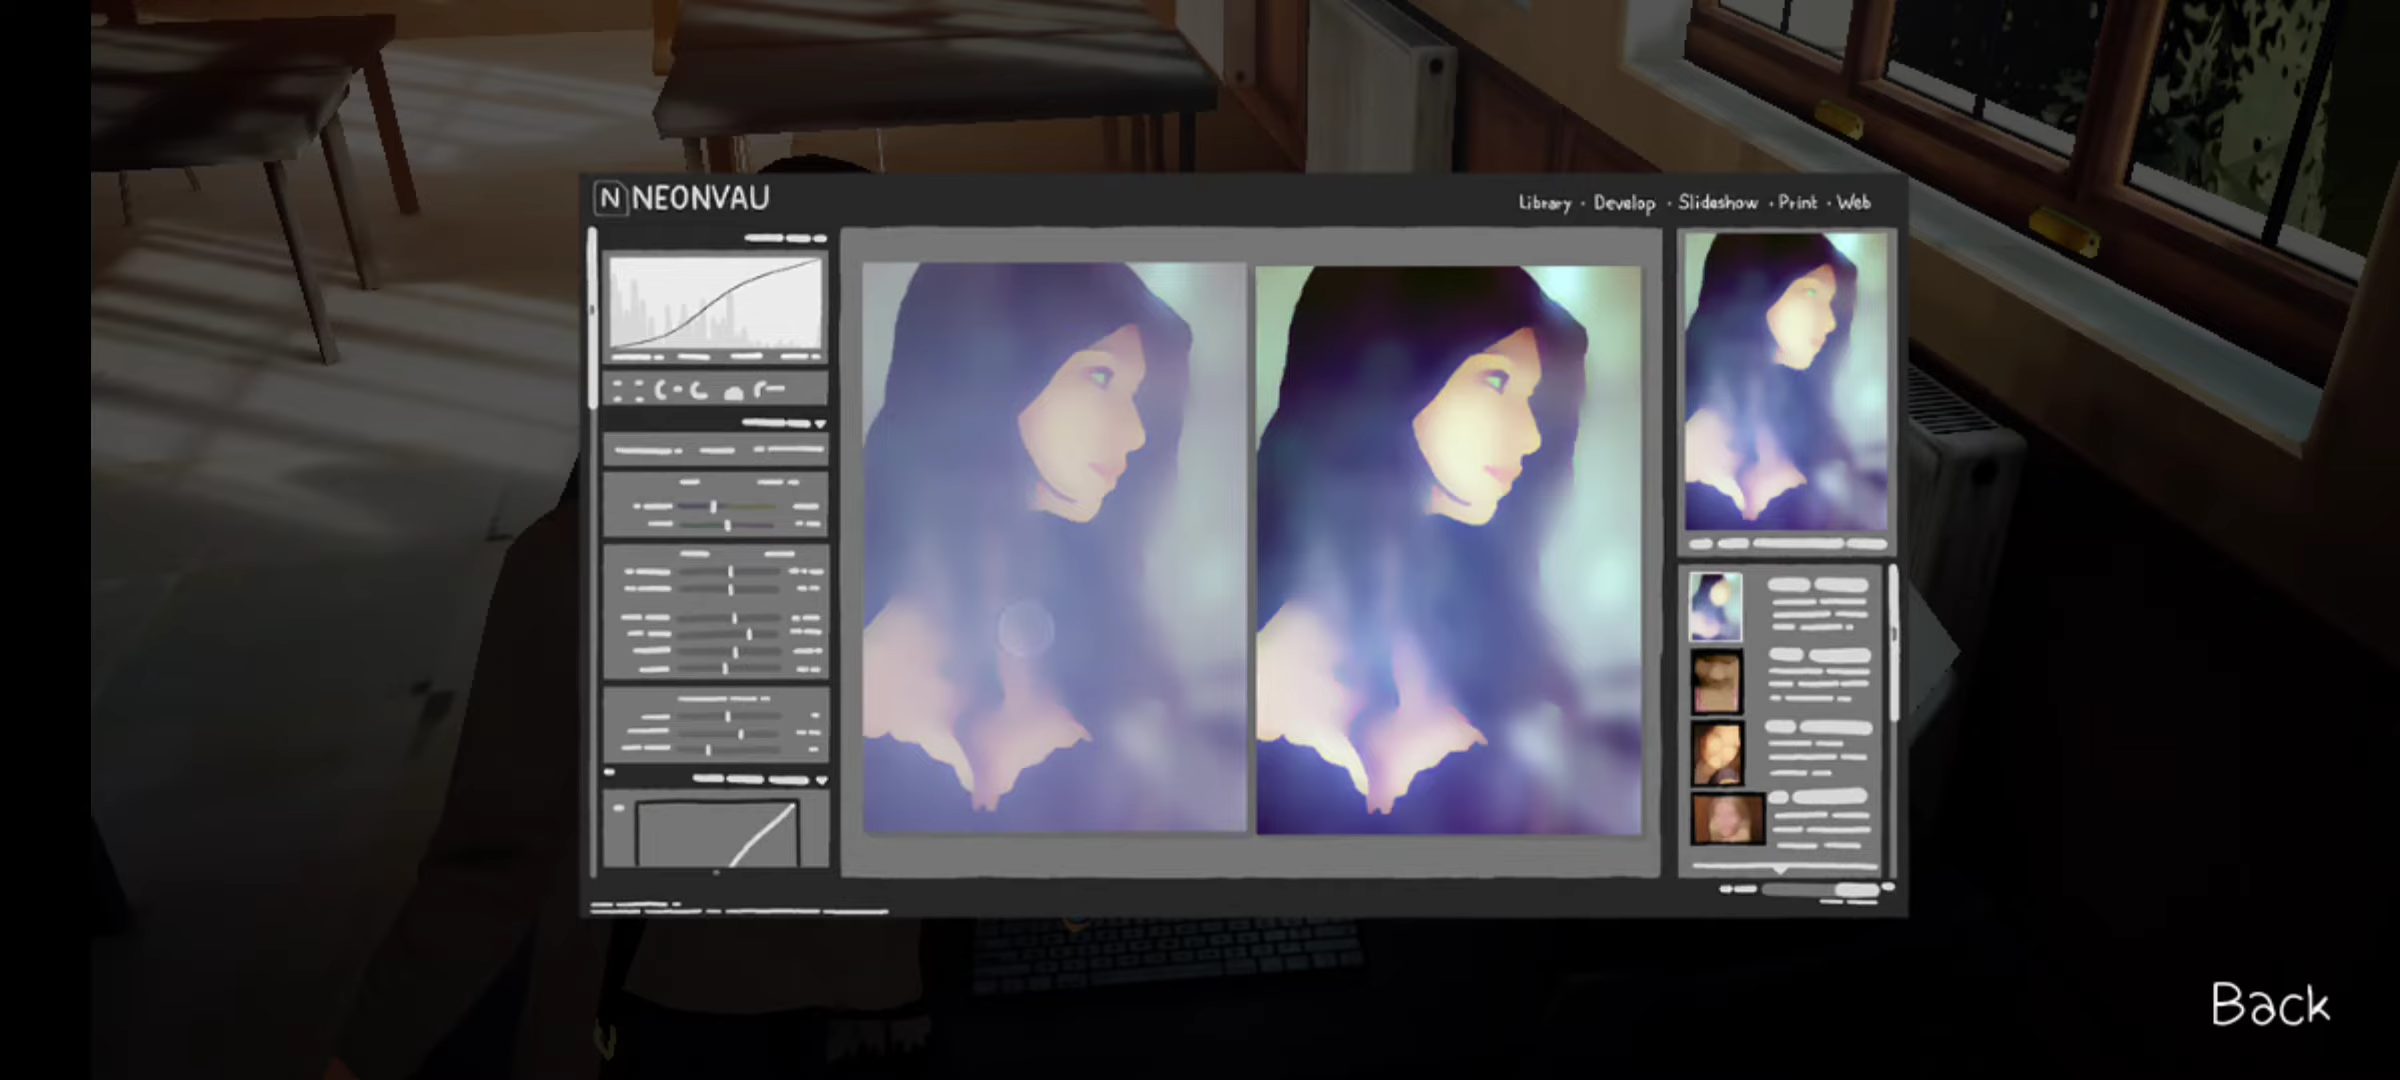 N NEONVAU
Library • Develop • Slideshow • Print • Web
Back